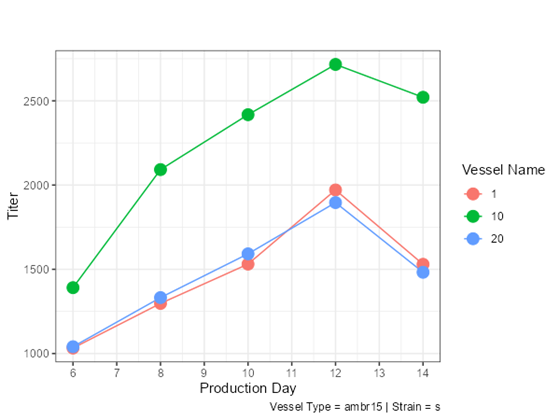 2500
2000
1500
1000
Titer
6 7 8 9 10 11 12 13 14
Production Day
Vessel Type = ambr15 | Strain = s
Vessel Name
1
10
20